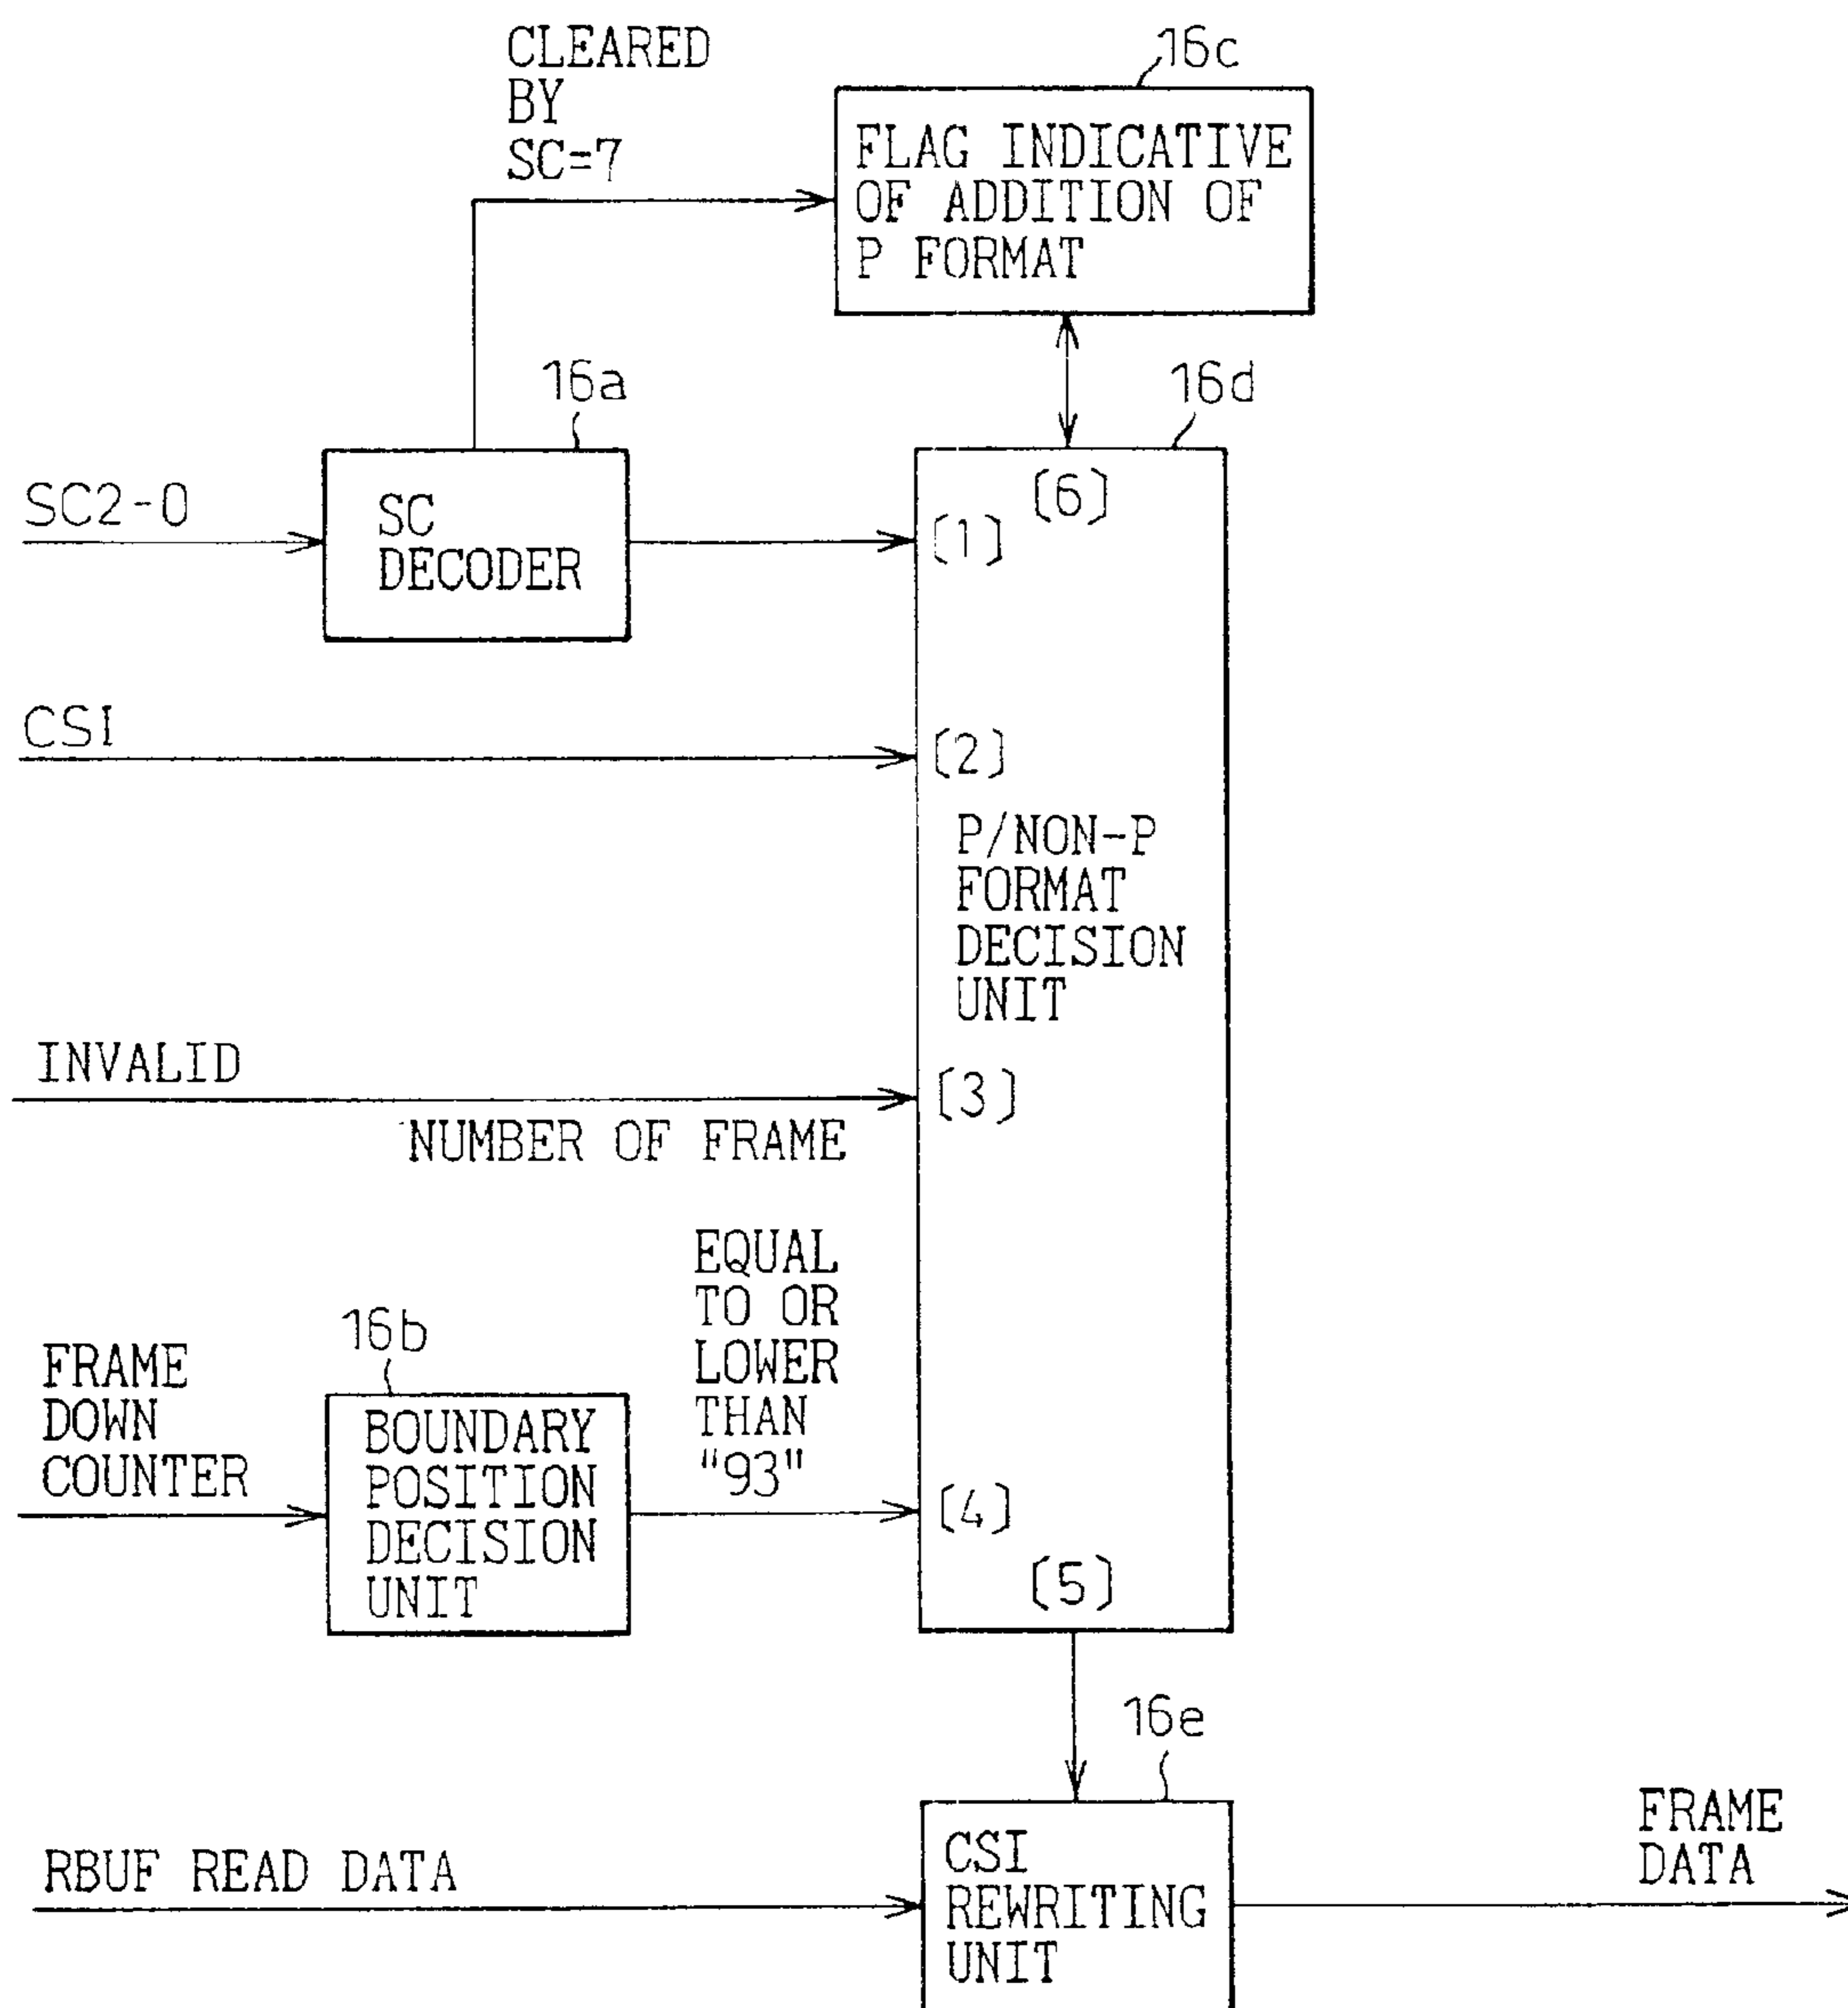 CLEARED
BY
SC=7
16c
FLAG INDICATIVE
OF ADDITION OF
P FORMAT
16a
16d
SC2-0
SC
DECODER
(6)
(1)
CSI
(2)
P/NON-P
FORMAT
DECISION
UNIT
INVALID
(3)
NUMBER OF FRAME
EQUAL
TO OR
LOWER
THAN
"93"
16b
FRAME
DOWN
COUNTER
BOUNDARY
POSITION
DECISION
UNIT
(4)
(5)
16e
RBUF READ DATA
CSI
REWRITING
UNIT
FRAME
DATA